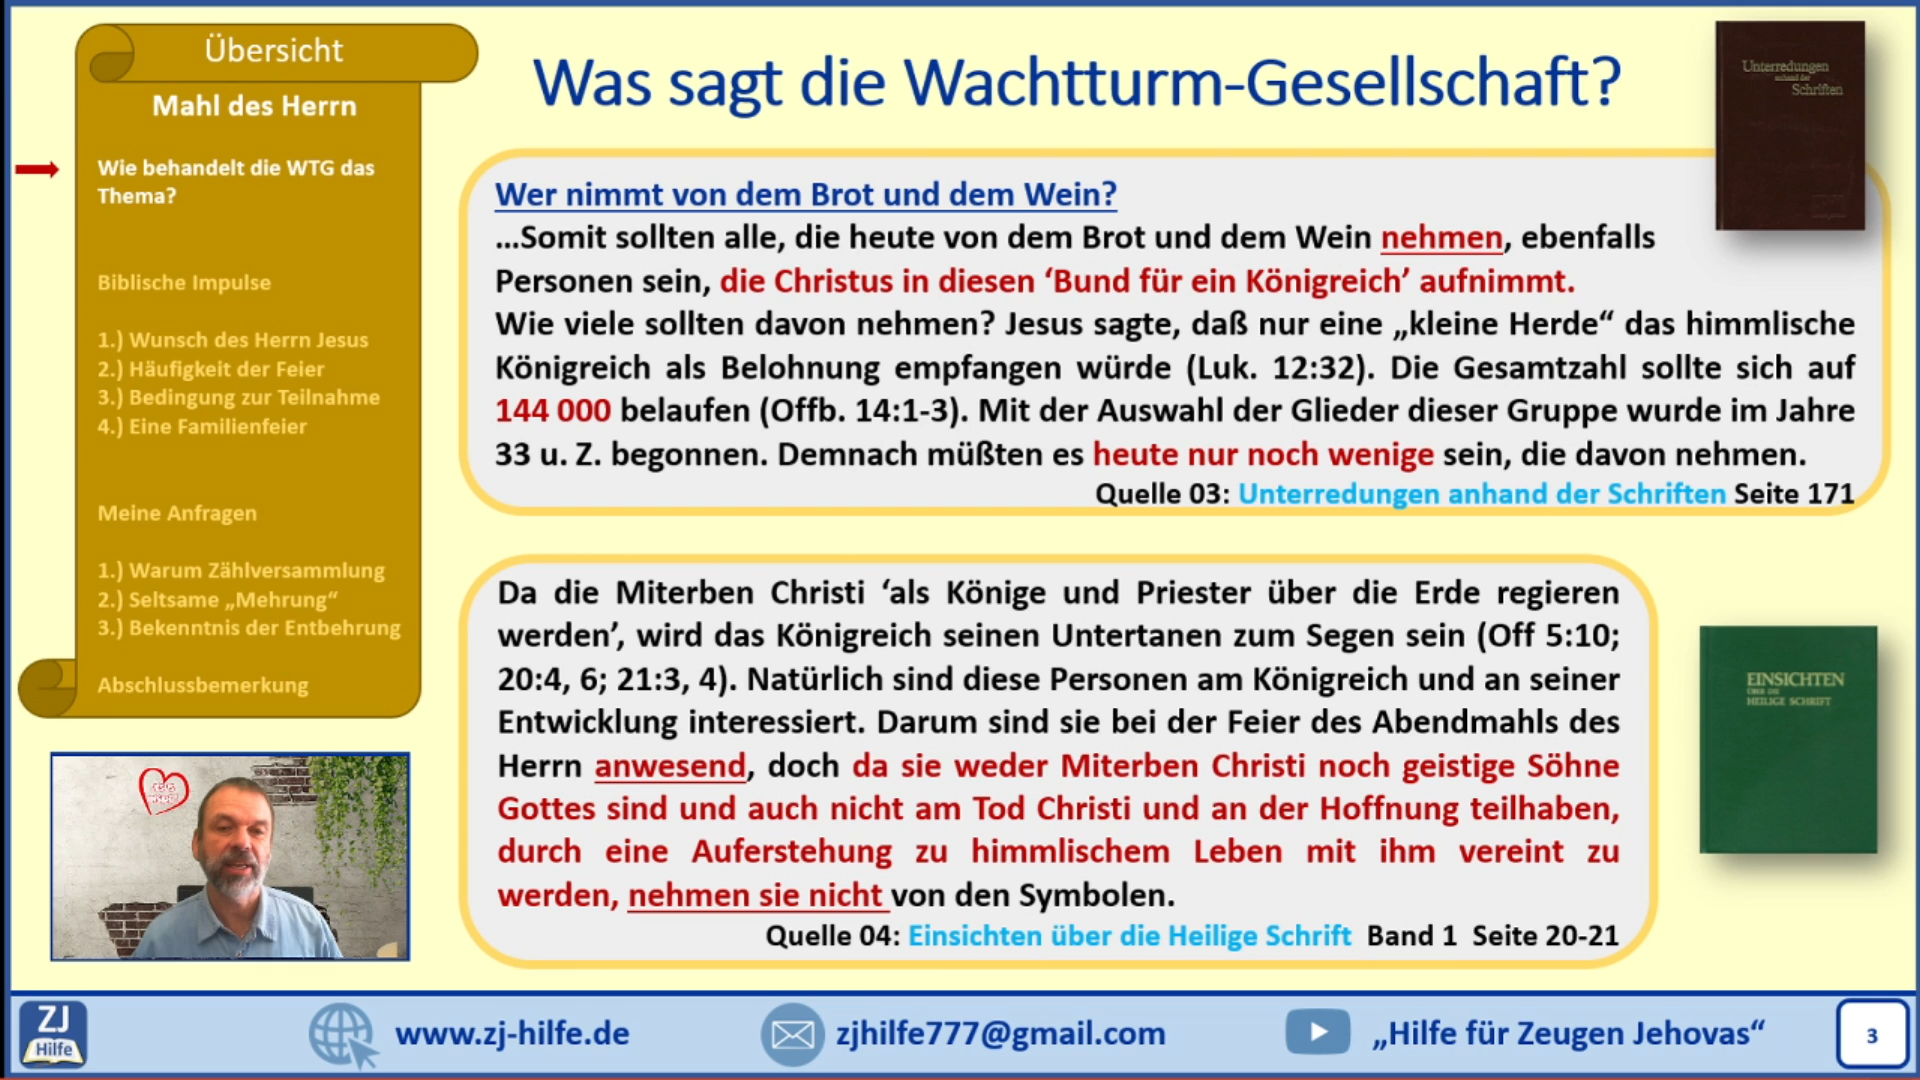 Übersicht
Mahl des Herrn
Wie behandelt die WTG das
Thema?
Biblische Impulse
1.) Wunsch des Herrn Jesus
2.) Häufigkeit der Feier
3.) Bedingung zur Teilnahme
4.) Eine Familienfeier
Meine Anfragen
1.) Warum Zählversammlung
2.) Seltsame „Mehrung“
3.) Bekenntnis der Entbehrung
Abschlussbemerkung
Was sagt die Wachtturm-Gesellschaft?
Unterredungen
anhand der
Schriften
Wer nimmt von dem Brot und dem Wein?
...Somit sollten alle, die heute von dem Brot und dem Wein nehmen, ebenfalls
Personen sein, die Christus in diesen ‘Bund für ein Königreich’ aufnimmt.
Wie viele sollten davon nehmen? Jesus sagte, daß nur eine „kleine Herde“ das himmlische
Königreich als Belohnung empfangen würde (Luk. 12:32). Die Gesamtzahl sollte sich auf
144 000 belaufen (Offb. 14:1-3). Mit der Auswahl der Glieder dieser Gruppe wurde im Jahre
33 u. Z. begonnen. Demnach müßten es heute nur noch wenige sein, die davon nehmen.
Quelle 03: Unterredungen anhand der Schriften Seite 171
Da die Miterben Christi ‘als Könige und Priester über die Erde regieren
werden’, wird das Königreich seinen Untertanen zum Segen sein (Off 5:10;
20:4, 6; 21:3, 4). Natürlich sind diese Personen am Königreich und an seiner
Entwicklung interessiert. Darum sind sie bei der Feier des Abendmahls des
Herrn anwesend, doch da sie weder Miterben Christi noch geistige Söhne
Gottes sind und auch nicht am Tod Christi und an der Hoffnung teilhaben,
durch eine Auferstehung zu himmlischem Leben mit ihm vereint zu
werden, nehmen sie nicht von den Symbolen.
Quelle 04: Einsichten über die Heilige Schrift Band 1 Seite 20-21
EINSICHTEN
ÜBER DIE
HEILIGE SCHRIFT
ZJ
Hilfe
www.zj-hilfe.de
zjhilfe777@gmail.com
„Hilfe für Zeugen Jehovas“
3